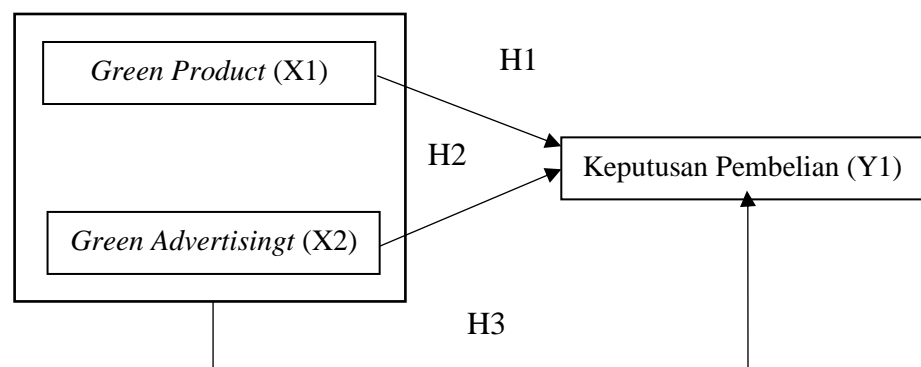 Green Product (X1)
H1
H2
Keputusan Pembelian (Y1)
Green Advertisingt (X2)
H3